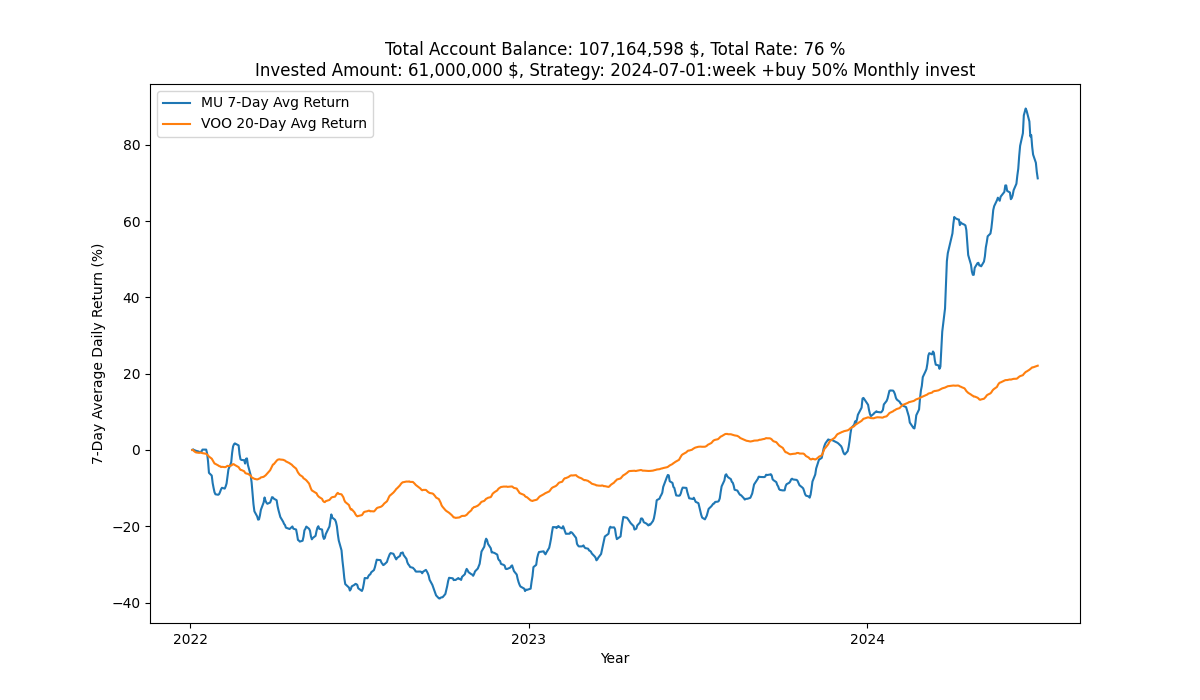 Total Account Balance: 107,164,598 $, Total Rate: 76 %
Invested Amount: 61,000,000 $, Strategy: 2024-07-01:week +buy 50% Monthly invest
MU 7-Day Avg Return
VOO 20-Day Avg Return
7-Day Average Daily Return (%)
80
60
40
20
0
−20
−40
2022
2023
2024
Year